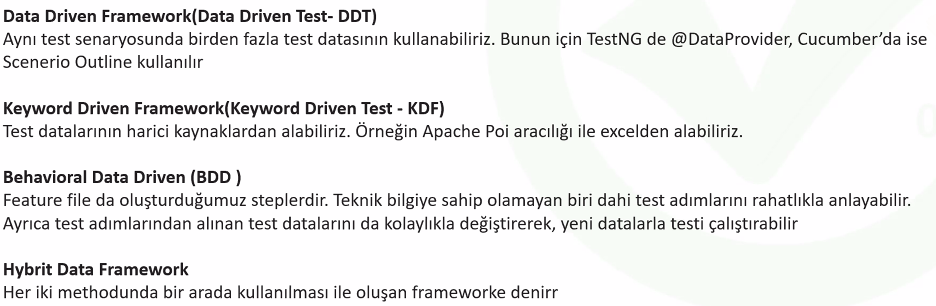 Data Driven Framework(Data Driven Test- DDT)
Aynı test senaryosunda birden fazla test datasının kullanabiliriz. Bunun için TestNG de @DataProvider, Cucumber’da ise
Scenerio Outline kullanılır
Keyword Driven Framework(Keyword Driven Test - KDF)
Test datalarının harici kaynaklardan alabiliriz. Örneğin Apache Poi aracılığı ile excelden alabiliriz.
Behavioral Data Driven (BDD )
Feature file da oluşturduğumuz steplerdir. Teknik bilgiye sahip olamayan biri dahi test adımlarını rahatlıkla anlayabilir.
Ayrıca test adımlarından alınan test datalarını da kolaylıkla değiştirerek, yeni datalarla testi çalıştırabilir
Hybrit Data Framework
Her iki methodunda bir arada kullanılması ile oluşan frameworke denirr